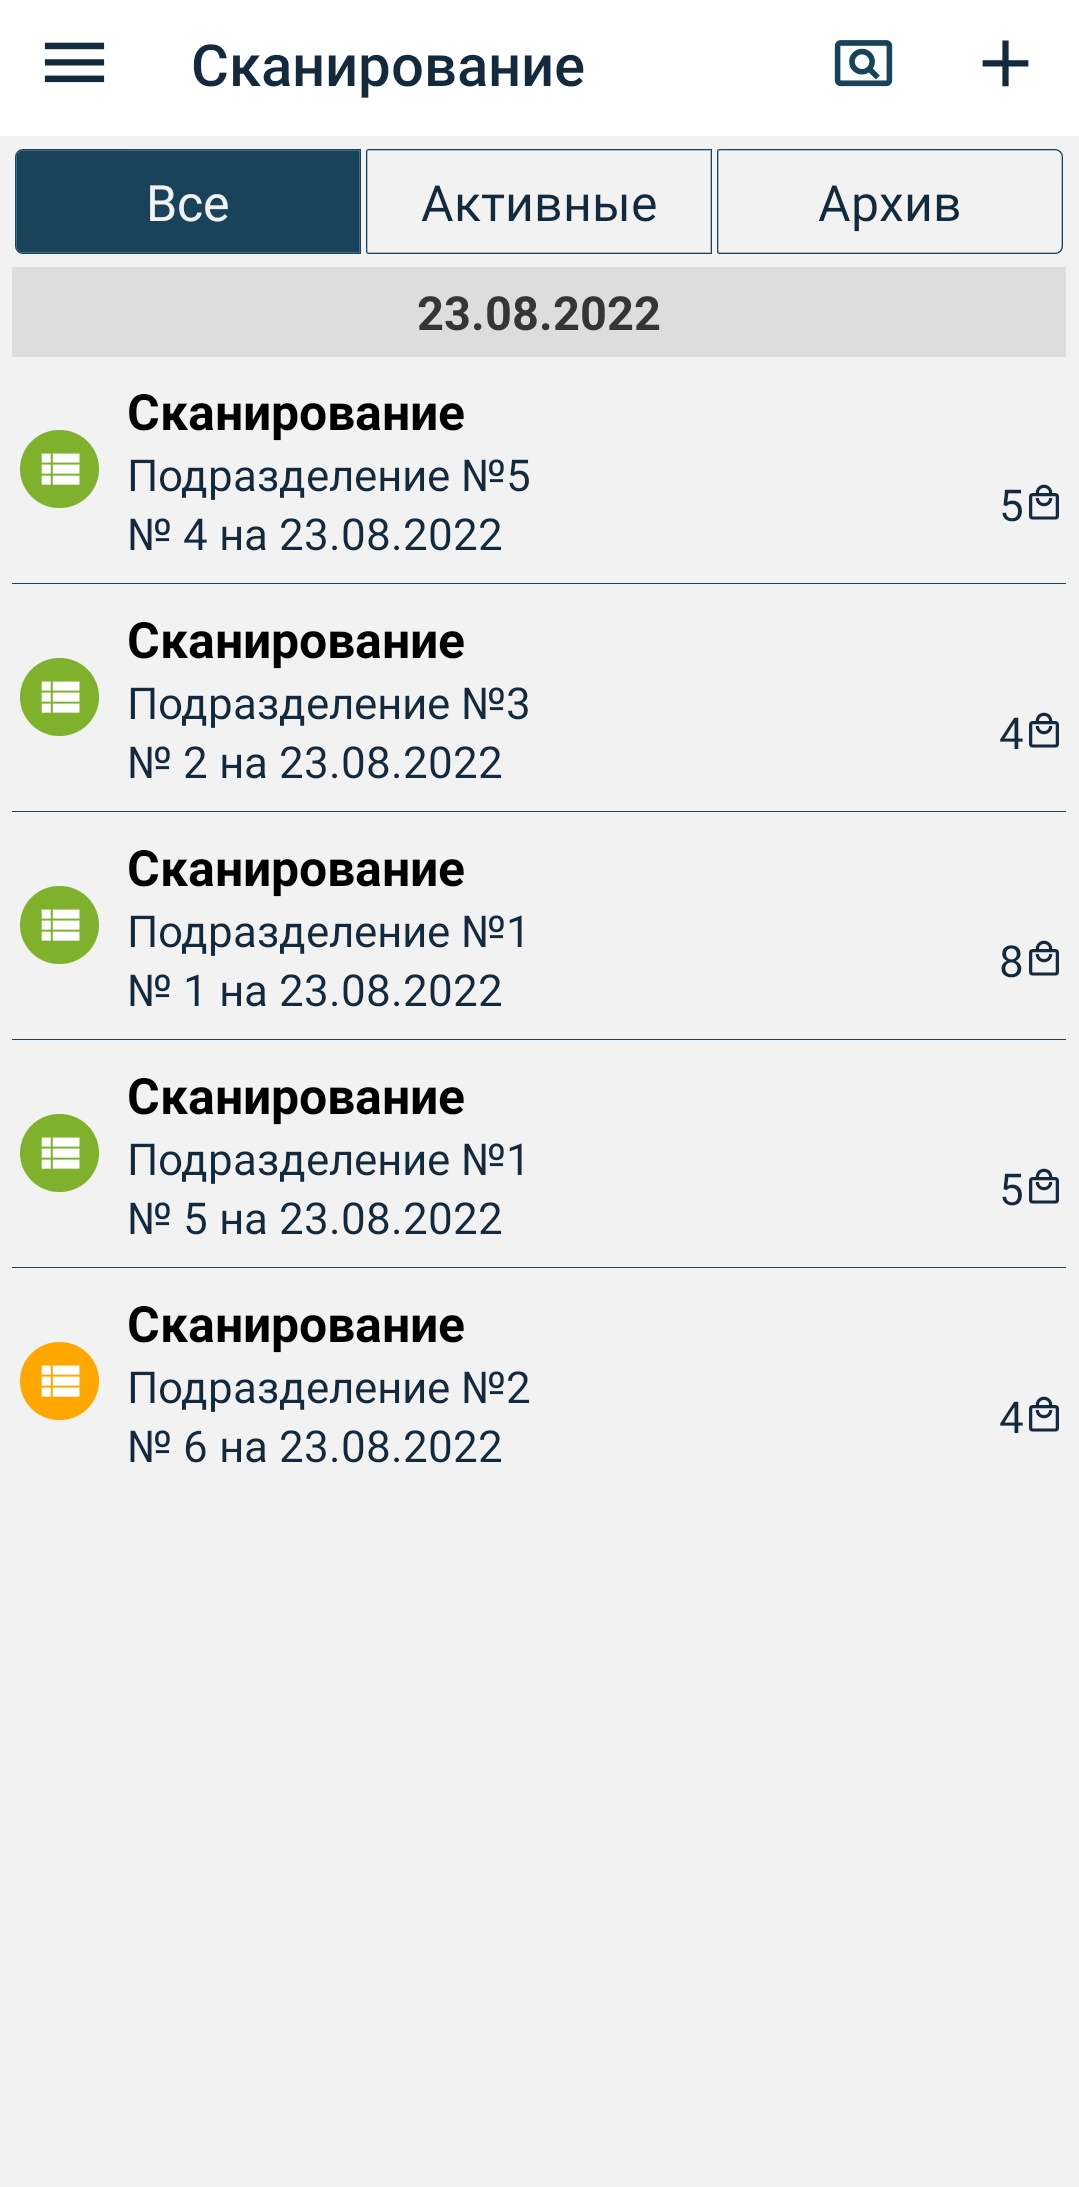 Сканирование
Все
Активные
Архив
23.08.2022
Сканирование
Подразделение №5
№ 4 на 23.08.2022
5
Сканирование
Подразделение №3
№ 2 на 23.08.2022
4
Сканирование
Подразделение №1
№ 1 на 23.08.2022
8
Сканирование
Подразделение №1
№ 5 на 23.08.2022
5
Сканирование
Подразделение №2
№ 6 на 23.08.2022
4